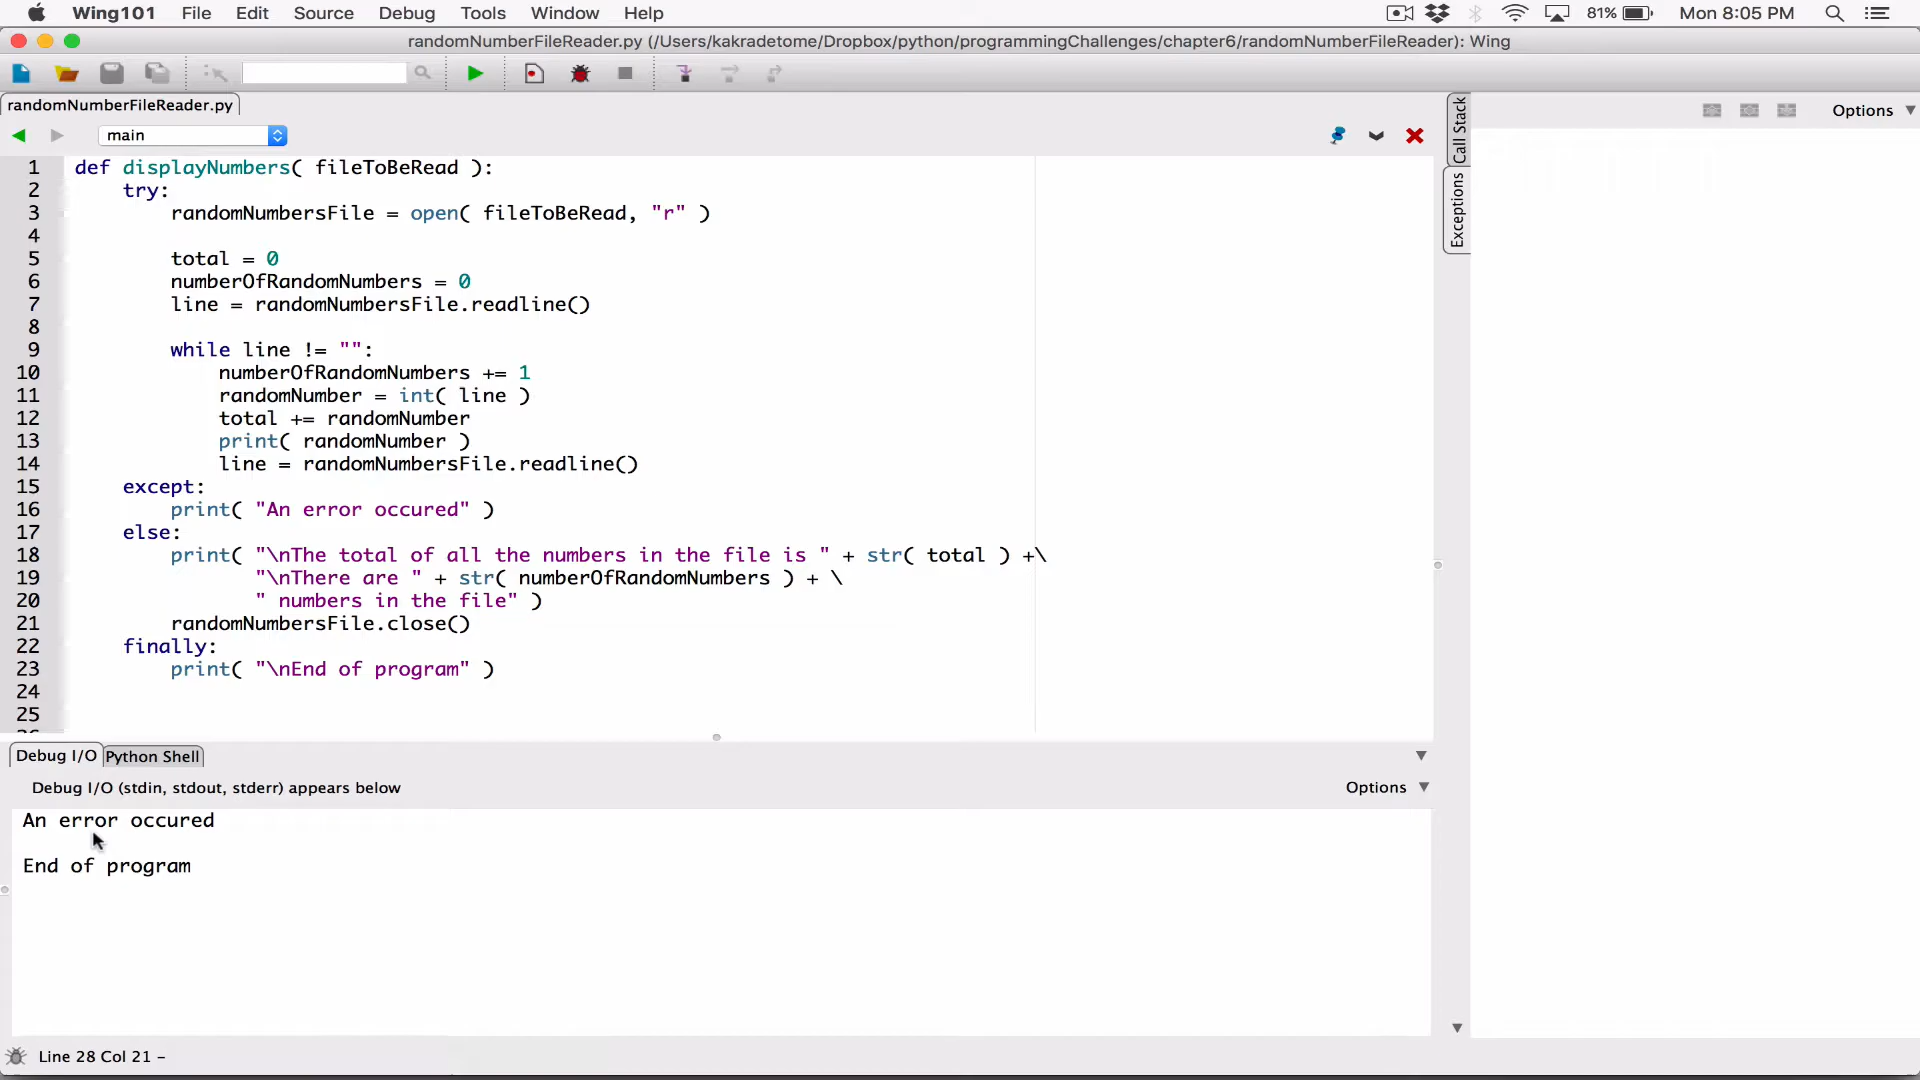 Wing101 File Edit Source Debug Tools Window Help 81% Mon 8:05 PM
randomNumberFileReader.py (/Users/kakradetome/Dropbox/python/programmingChallenges/chapter6/randomNumberFileReader): Wing
randomNumberFileReader.py
main
Options
Call Stack
Exceptions
1 def displayNumbers( fileToBeRead ):
2 try:
3 randomNumbersFile = open( fileToBeRead, "r" )
4
5 total = 0
6 numberOfRandomNumbers = 0
7 line = randomNumbersFile.readline()
8
9 while line != "":
10 numberOfRandomNumbers += 1
11 randomNumber = int( line )
12 total += randomNumber
13 print( randomNumber )
14 line = randomNumbersFile.readline()
15 except:
16 print( "An error occured" )
17 else:
18 print( "\nThe total of all the numbers in the file is " + str( total ) +\
19 "\nThere are " + str( numberOfRandomNumbers ) + \
20 " numbers in the file" )
21 randomNumbersFile.close()
22 finally:
23 print( "\nEnd of program" )
24
25
Debug I/O Python Shell
Debug I/O (stdin, stdout, stderr) appears below
Options
An error occured
End of program
Line 28 Col 21 -